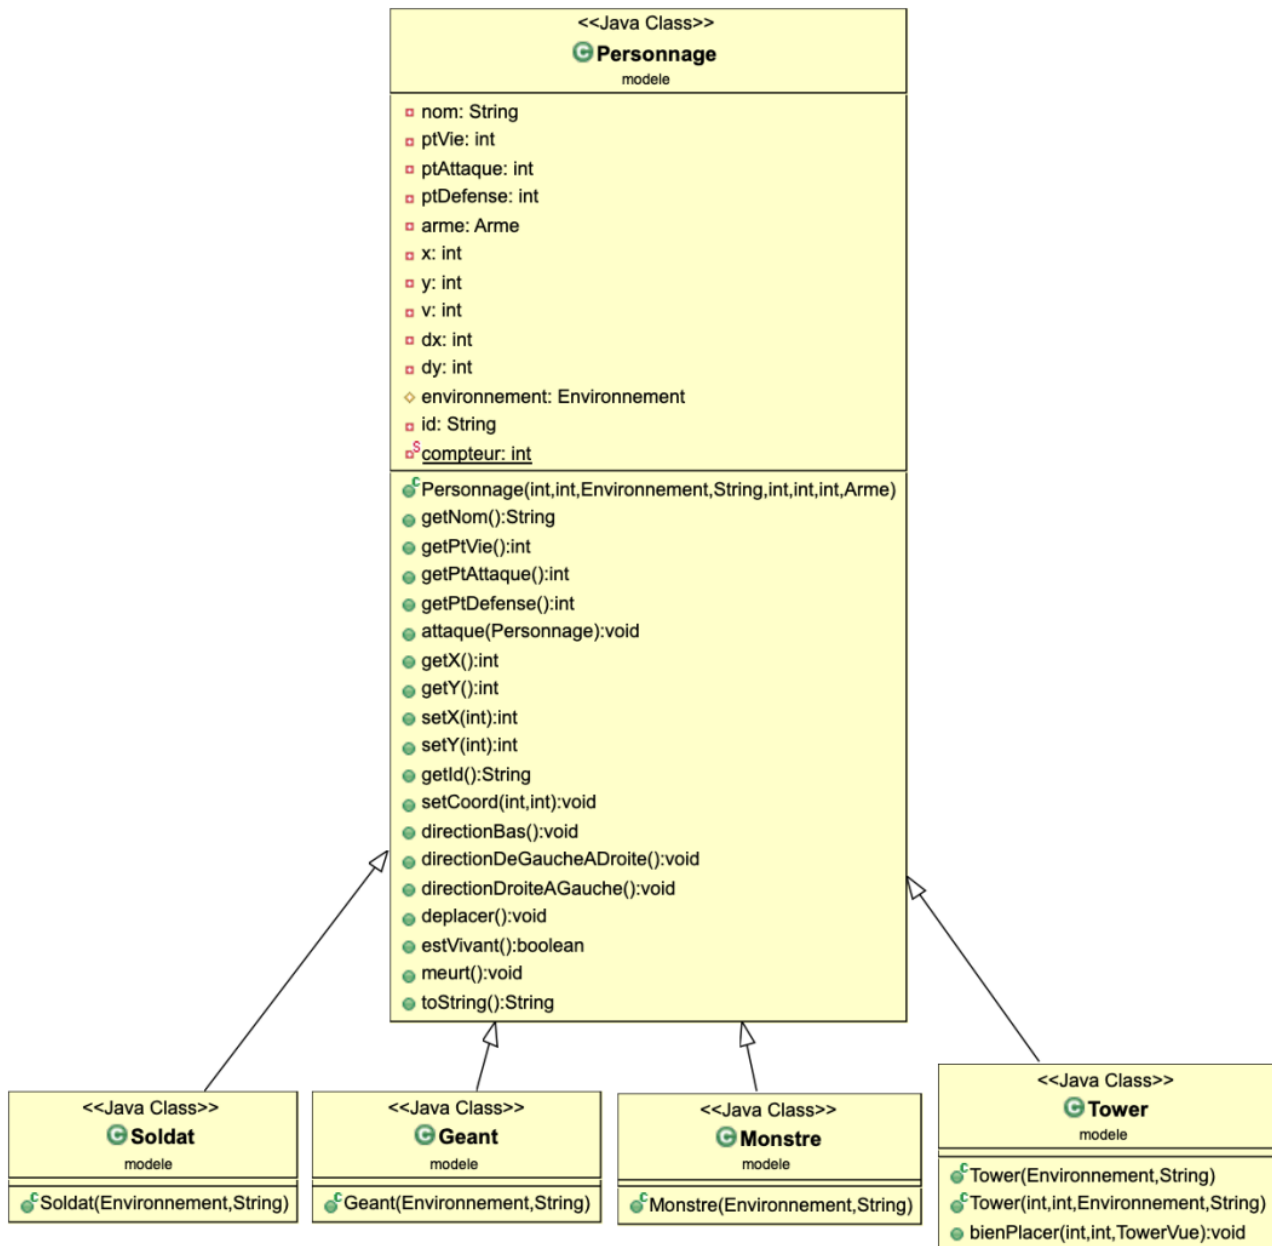 <<Java Class>>
Personnage
modele
nom: String
ptVie: int
ptAttaque: int
ptDefense: int
arme: Arme
x: int
y: int
v: int
dx: int
dy: int
environnement: Environnement
id: String
compteur: int
Personnage(int,int,Environnement,String,int,int,int,Arme)
getNom():String
getPtVie():int
getPtAttaque():int
getPtDefense():int
attaque(Personnage):void
getX():int
getY():int
setX(int):int
setY(int):int
getId():String
setCoord(int,int):void
directionBas():void
directionDeGaucheADroite():void
directionDroiteAGauche():void
deplacer():void
estVivant():boolean
meurt():void
toString():String
<<Java Class>>
Soldat
modele
Soldat(Environnement,String)
<<Java Class>>
Geant
modele
Geant(Environnement,String)
<<Java Class>>
Monstre
modele
Monstre(Environnement,String)
<<Java Class>>
Tower
modele
Tower(Environnement,String)
Tower(int,int,Environnement,String)
bienPlacer(int,int,TowerVue):void